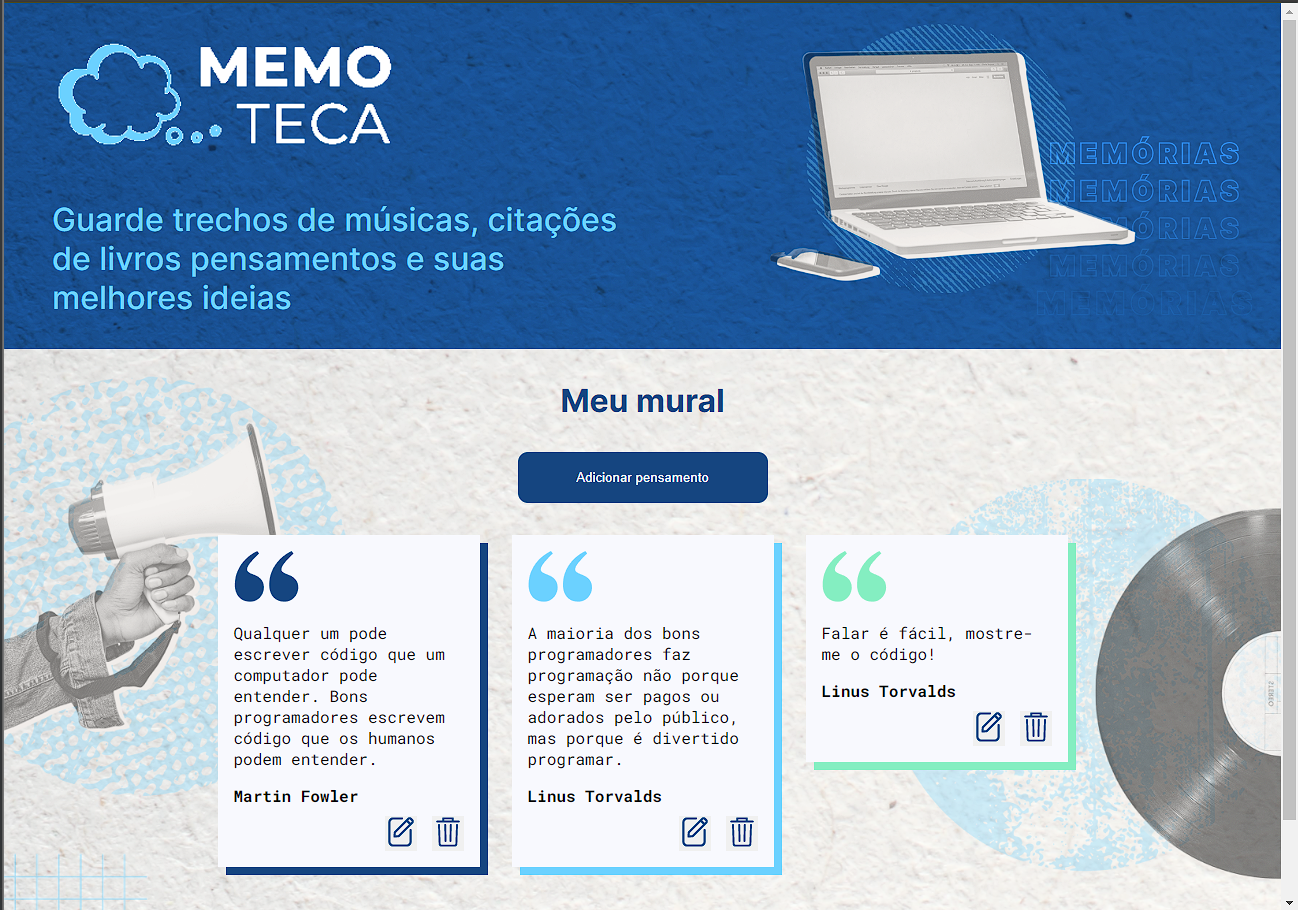 MEMO
TECA
Guarde trechos de músicas, citações
de livros pensamentos e suas
melhores ideias
MEMÓRIAS
MEMÓRIAS
MEMÓRIAS
MEMÓRIAS
Meu mural
Adicionar pensamento
Qualquer um pode
escrever código que um
computador pode
entender. Bons
programadores escrevem
código que os humanos
podem entender.
Martin Fowler
A maioria dos bons
programadores faz
programação não porque
esperam ser pagos ou
adorados pelo público,
mas porque é divertido
programar.
Linus Torvalds
Falar é fácil, mostre-
me o código!
Linus Torvalds